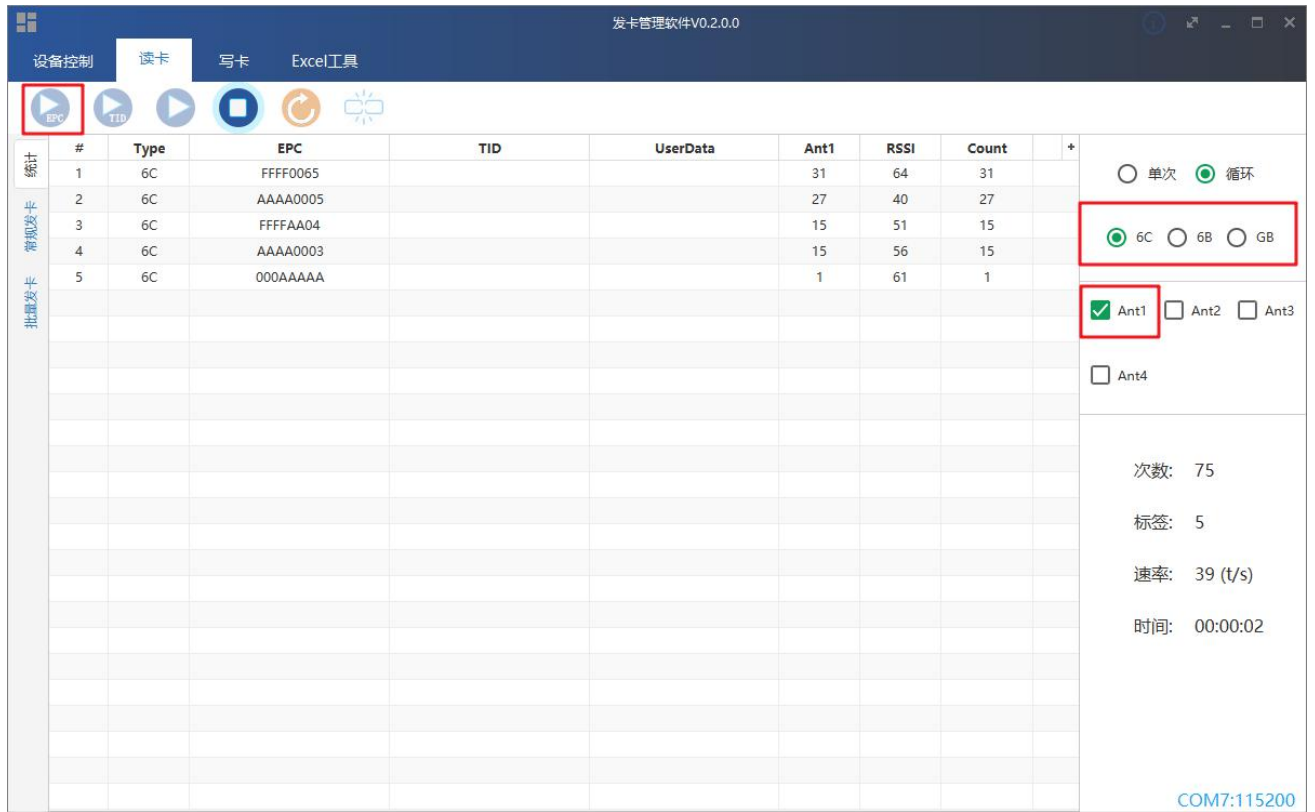 发卡管理软件V0.2.0.0
设备控制 读卡 写卡 Excel工具
EPC TID
统计
常规发卡
批量发卡
# Type EPC TID UserData Ant1 RSSI Count +
1 6C FFFF0065 31 64 31
2 6C AAAA0005 27 40 27
3 6C FFFFAA04 15 51 15
4 6C AAAA0003 15 56 15
5 6C 000AAAAA 1 61 1
单次 循环
6C 6B GB
Ant1 Ant2 Ant3
Ant4
次数: 75
标签: 5
速率: 39 (t/s)
时间: 00:00:02
COM7:115200